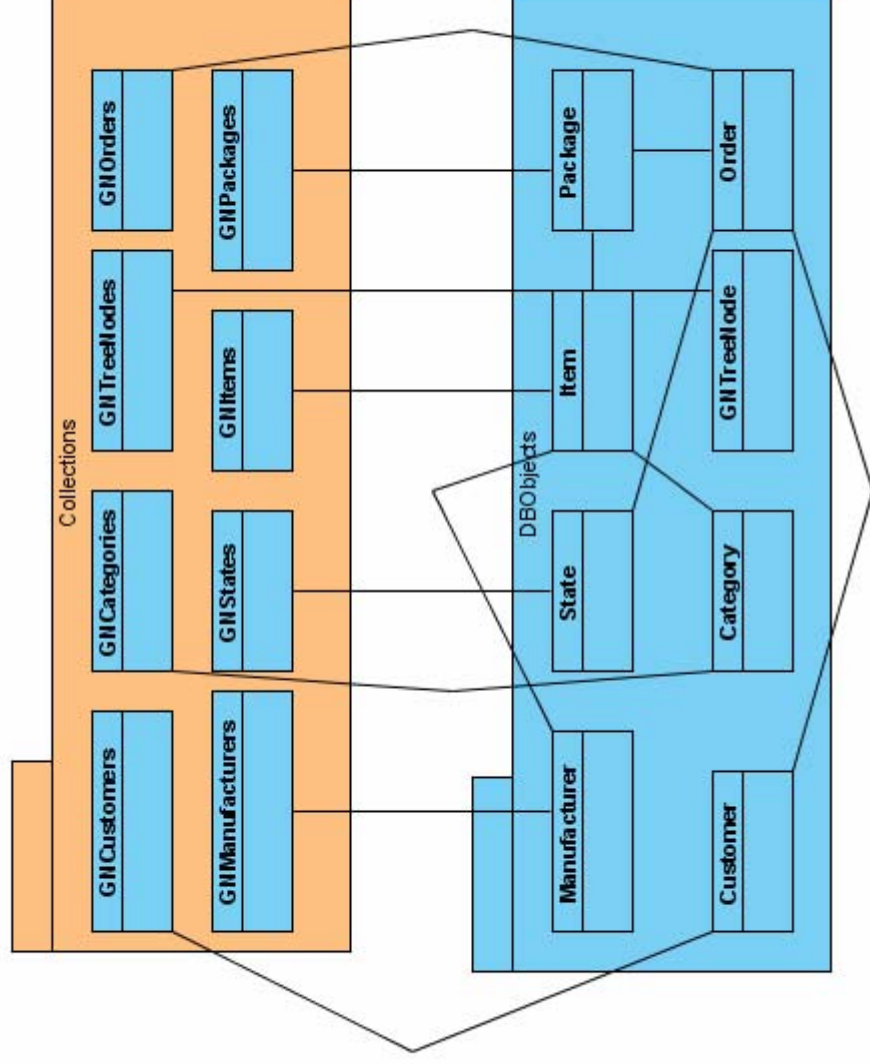 Collections
GNCustomers
GNCategories
GNTreeNodes
GNOrders
GNManufacturers
GNStates
GNItems
GNPackages
DBObjects
Manufacturer
State
Item
Package
Customer
Category
GNTreeNode
Order